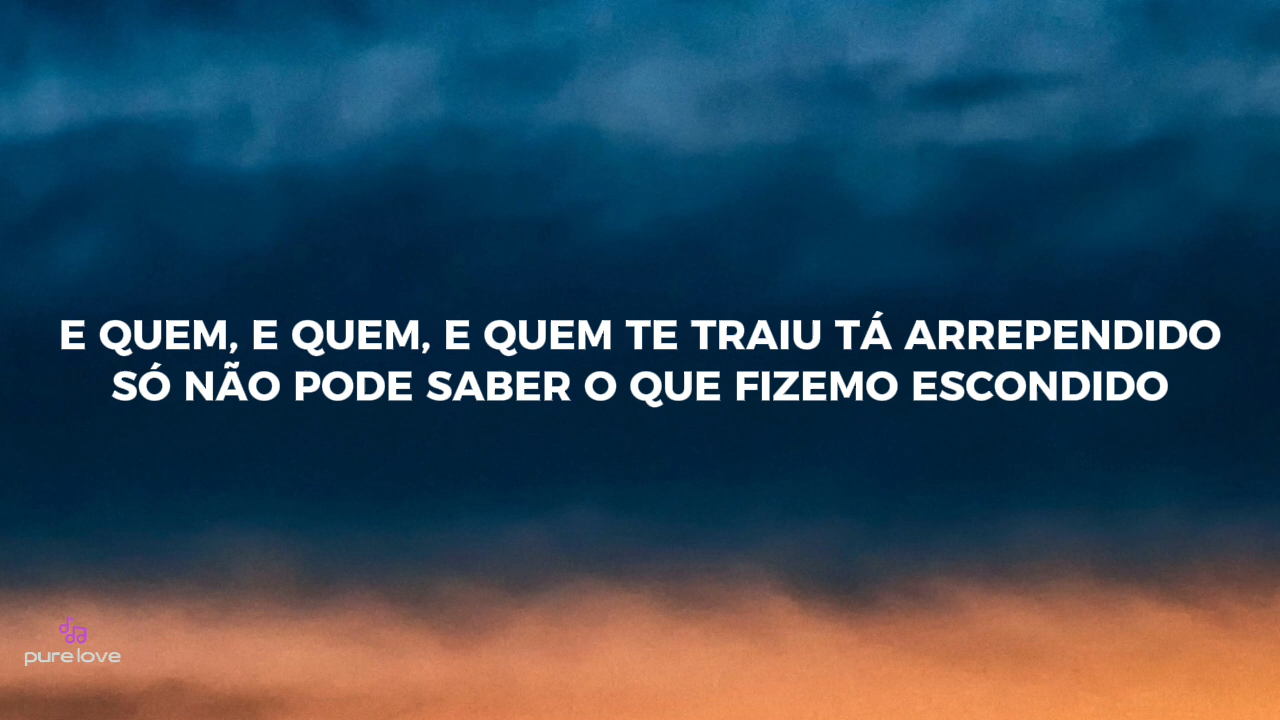 E QUEM, E QUEM, E QUEM TE TRAIU TÁ ARREPENDIDO
SÓ NÃO PODE SABER O QUE FIZEMO ESCONDIDO
pure love